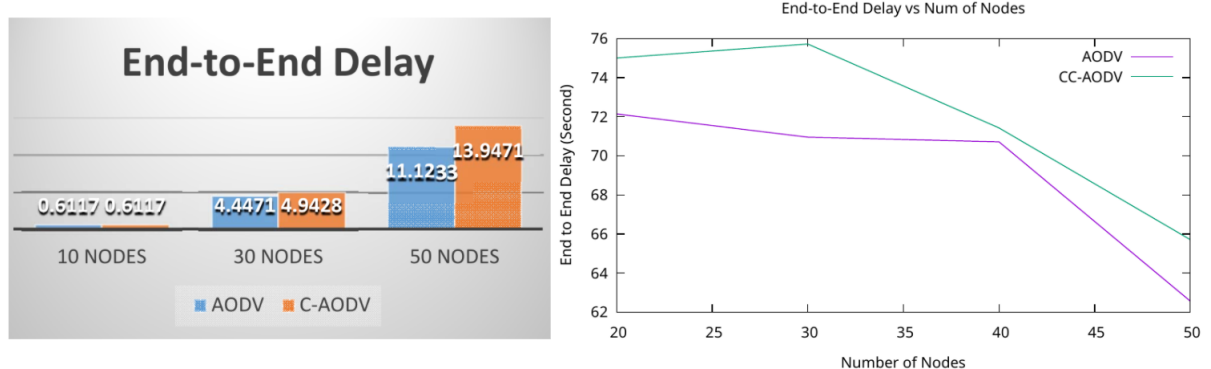 End-to-End Delay
0.6117 0.6117
4.4471 4.9428
11.1233
13.9471
10 NODES 30 NODES 50 NODES
AODV C-AODV
End-to-End Delay vs Num of Nodes
End to End Delay (Second)
76
74
72
70
68
66
64
62
AODV
CC-AODV
20 25 30 35 40 45 50
Number of Nodes